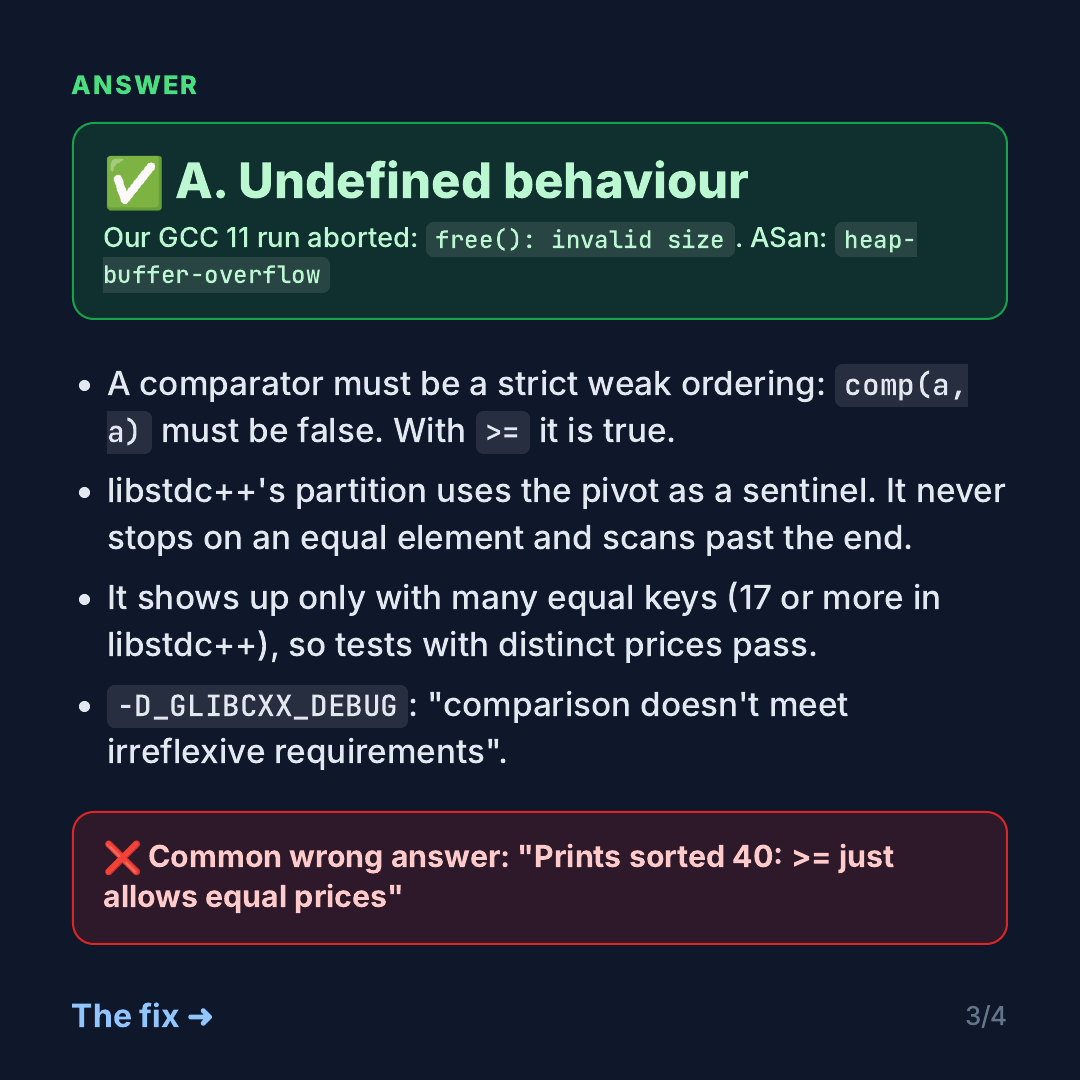 ANSWER
✅ A. Undefined behaviour
Our GCC 11 run aborted: free(): invalid size. ASan: heap-
buffer-overflow
• A comparator must be a strict weak ordering: comp(a,
a) must be false. With >= it is true.
• libstdc++'s partition uses the pivot as a sentinel. It never
stops on an equal element and scans past the end.
• It shows up only with many equal keys (17 or more in
libstdc++), so tests with distinct prices pass.
• -D_GLIBCXX_DEBUG: "comparison doesn't meet
irreflexive requirements".
❌ Common wrong answer: "Prints sorted 40: >= just
allows equal prices"
The fix ➜
3/4